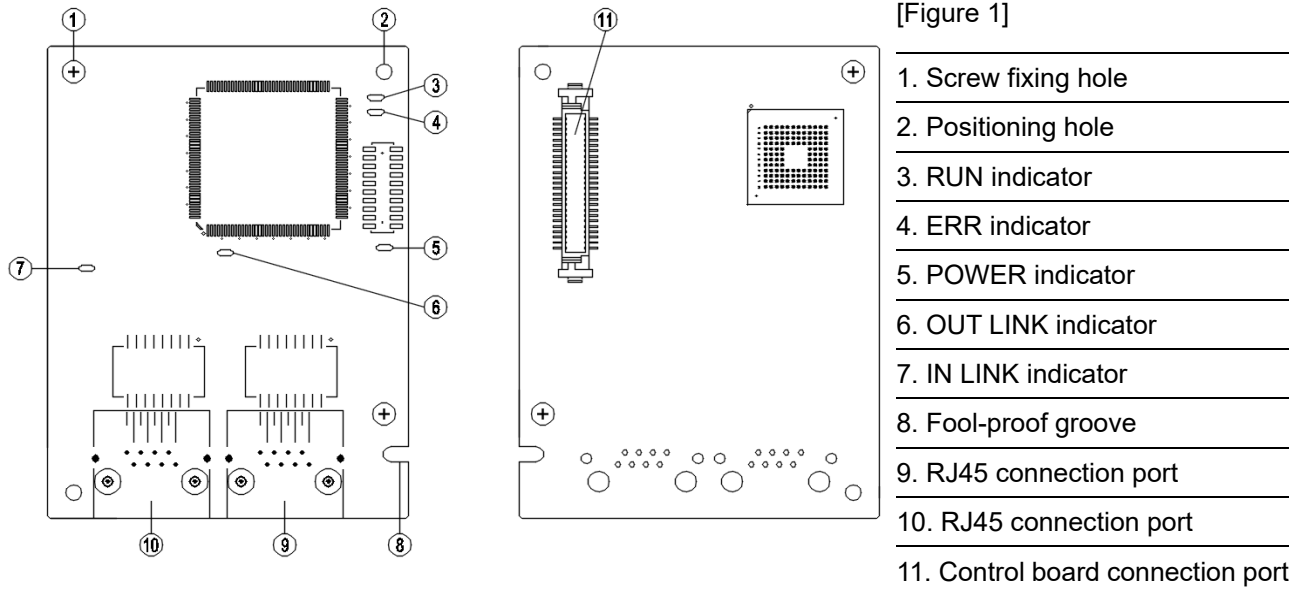 1
2
3
4
5
6
7
8
9
10
11
[Figure 1]
1. Screw fixing hole
2. Positioning hole
3. RUN indicator
4. ERR indicator
5. POWER indicator
6. OUT LINK indicator
7. IN LINK indicator
8. Fool-proof groove
9. RJ45 connection port
10. RJ45 connection port
11. Control board connection port